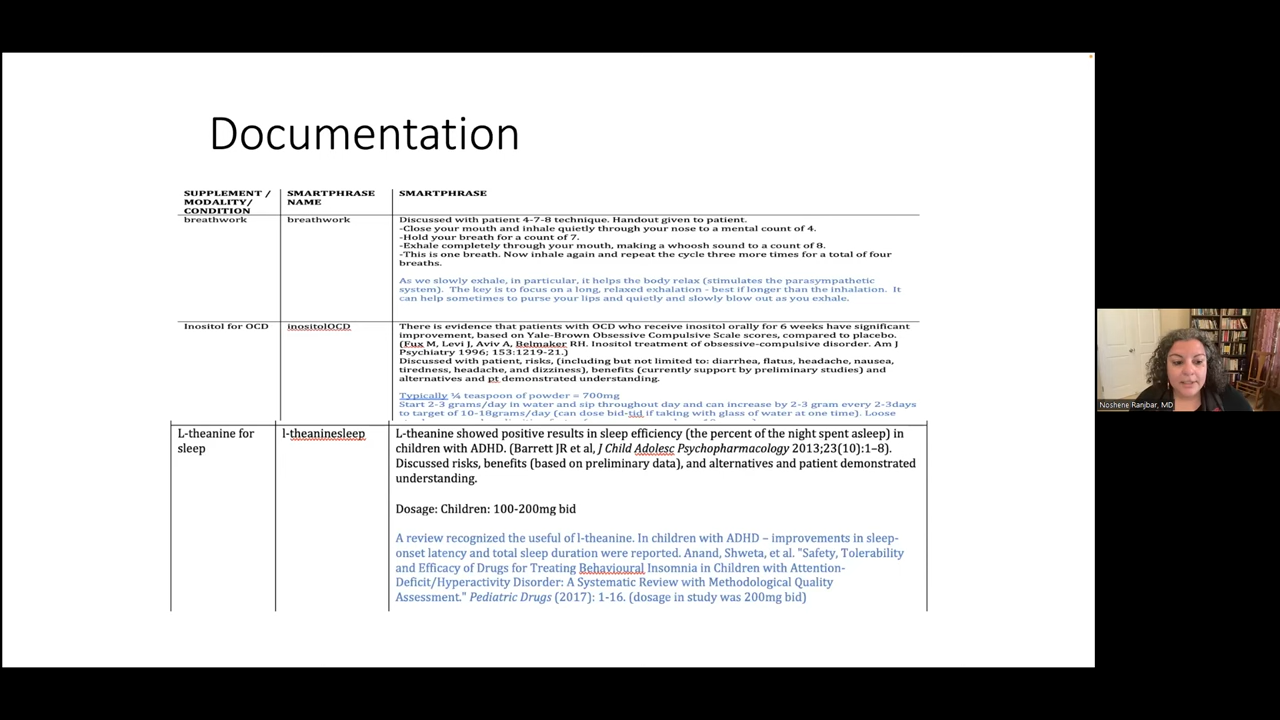 Documentation
SUPPLEMENT / MODALITY/ CONDITION
SMARTPHRASE NAME
SMARTPHRASE
breathwork
breathwork
Discussed with patient 4-7-8 technique. Handout given to patient.
-Close your mouth and inhale quietly through your nose to a mental count of 4.
-Hold your breath for a count of 7.
-Exhale completely through your mouth, making a whoosh sound to a count of 8.
-This is one breath. Now inhale again and repeat the cycle three more times for a total of four
breaths.
As we slowly exhale, in particular, it helps the body relax (stimulates the parasympathetic
system).  The key is to focus on a long, relaxed exhalation - best if longer than the inhalation.  It
can help sometimes to purse your lips and quietly and slowly blow out as you exhale.
Inositol for OCD
inositolOCD
There is evidence that patients with OCD who receive inositol orally for 6 weeks have significant
improvement, based on Yale-Brown Obsessive Compulsive Scale scores, compared to placebo.
(Fux M, Levi J, Aviv A, Belmaker RH. Inositol treatment of obsessive-compulsive disorder. Am J
Psychiatry 1996; 153:1219-21.)
Discussed with patient, risks, (including but not limited to: diarrhea, flatus, headache, nausea,
tiredness, headache, and dizziness), benefits (currently support by preliminary studies) and
alternatives and pt demonstrated understanding.
Typically ¼ teaspoon of powder = 700mg
Start 2-3 grams/day in water and sip throughout day and can increase by 2-3 gram every 2-3days
to target of 10-18grams/day (can dose bid-tid if taking with glass of water at one time). Loose
L-theanine for
sleep
l-theaninesleep
L-theanine showed positive results in sleep efficiency (the percent of the night spent asleep) in
children with ADHD. (Barrett JR et al, J Child Adolesc Psychopharmacology 2013;23(10):1–8).
Discussed risks, benefits (based on preliminary data), and alternatives and patient demonstrated
understanding.
Dosage: Children: 100-200mg bid
A review recognized the useful of l-theanine. In children with ADHD – improvements in sleep-
onset latency and total sleep duration were reported. Anand, Shweta, et al. "Safety, Tolerability
and Efficacy of Drugs for Treating Behavioural Insomnia in Children with Attention-
Deficit/Hyperactivity Disorder: A Systematic Review with Methodological Quality
Assessment." Pediatric Drugs (2017): 1-16. (dosage in study was 200mg bid)
Noshene Ranjbar, MD